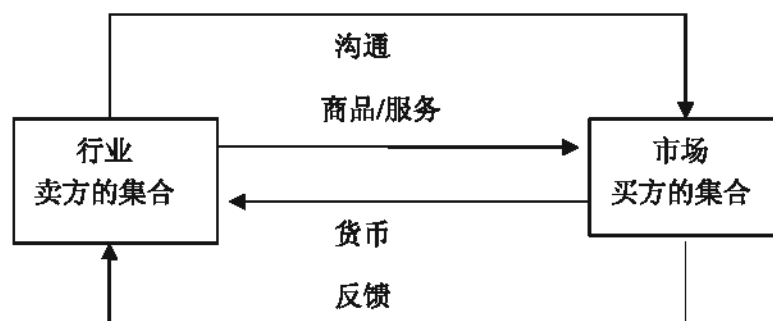 沟通
商品/服务
行业
卖方的集合
市场
买方的集合
货币
反馈